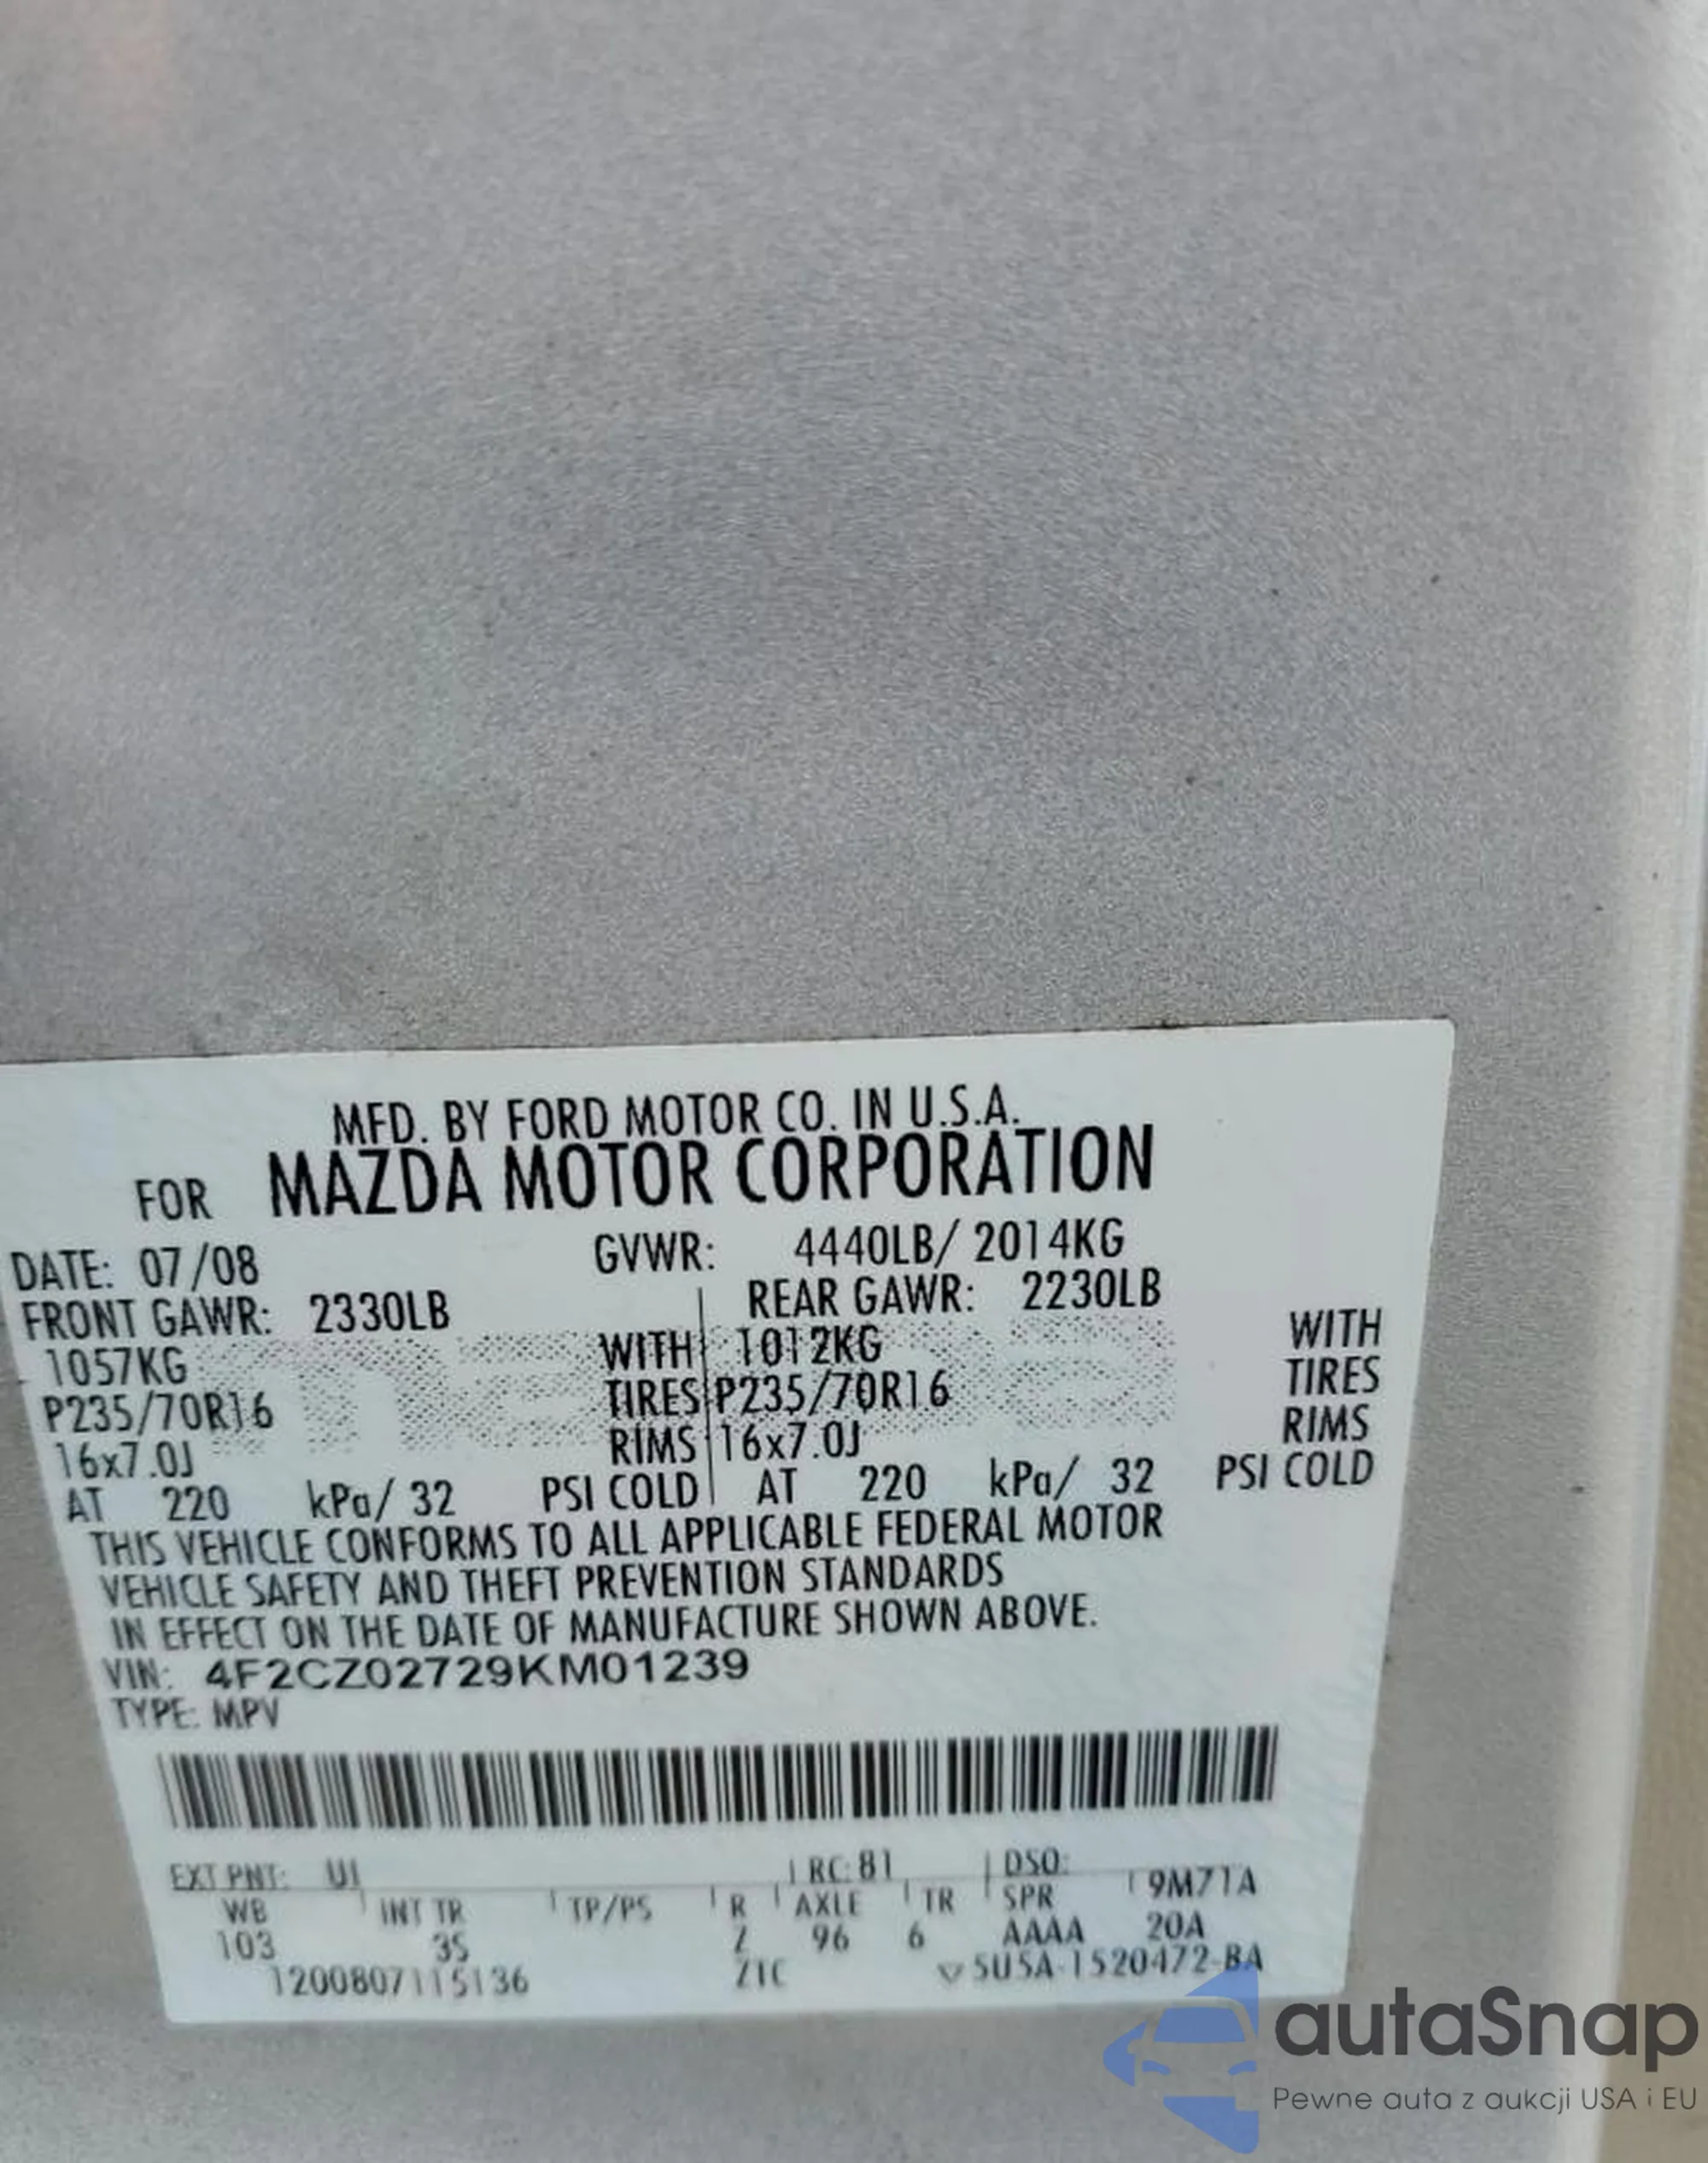 MFD. BY FORD MOTOR CO. IN U.S.A.
FOR MAZDA MOTOR CORPORATION
DATE: 07/08 GVWR: 4440LB/ 2014KG
FRONT GAWR: 2330LB REAR GAWR: 2230LB
1057KG WITH 1012KG WITH
P235/70R16 TIRES P235/70R16 TIRES
16x7.0J RIMS 16x7.0J RIMS
AT 220 kPa/ 32 PSI COLD AT 220 kPa/ 32 PSI COLD
THIS VEHICLE CONFORMS TO ALL APPLICABLE FEDERAL MOTOR
VEHICLE SAFETY AND THEFT PREVENTION STANDARDS
IN EFFECT ON THE DATE OF MANUFACTURE SHOWN ABOVE.
VIN: 4F2CZ02729KM01239
TYPE: MPV
EXT PNT: UI RC: 81 DSO:
WB INT TR TP/PS R AXLE TR SPR 9M71A
103 3S 2 96 6 AAAA 20A
1200807115136 ▽5U5A-1520472-BA
autaSnap
Pewne auta z aukcji USA i EU